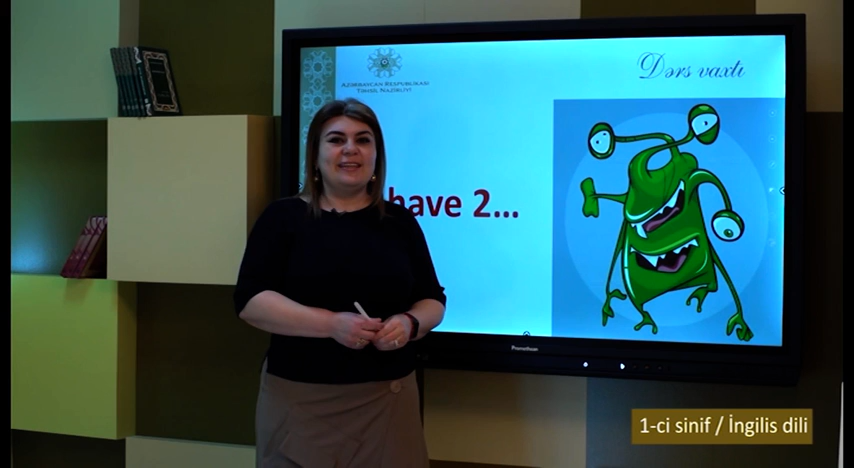 Dərs vaxtı
AZƏRBAYCAN RESPUBLİKASI
TƏHSİL NAZİRLİYİ
have 2...
Promethean
1-ci sinif / İngilis dili